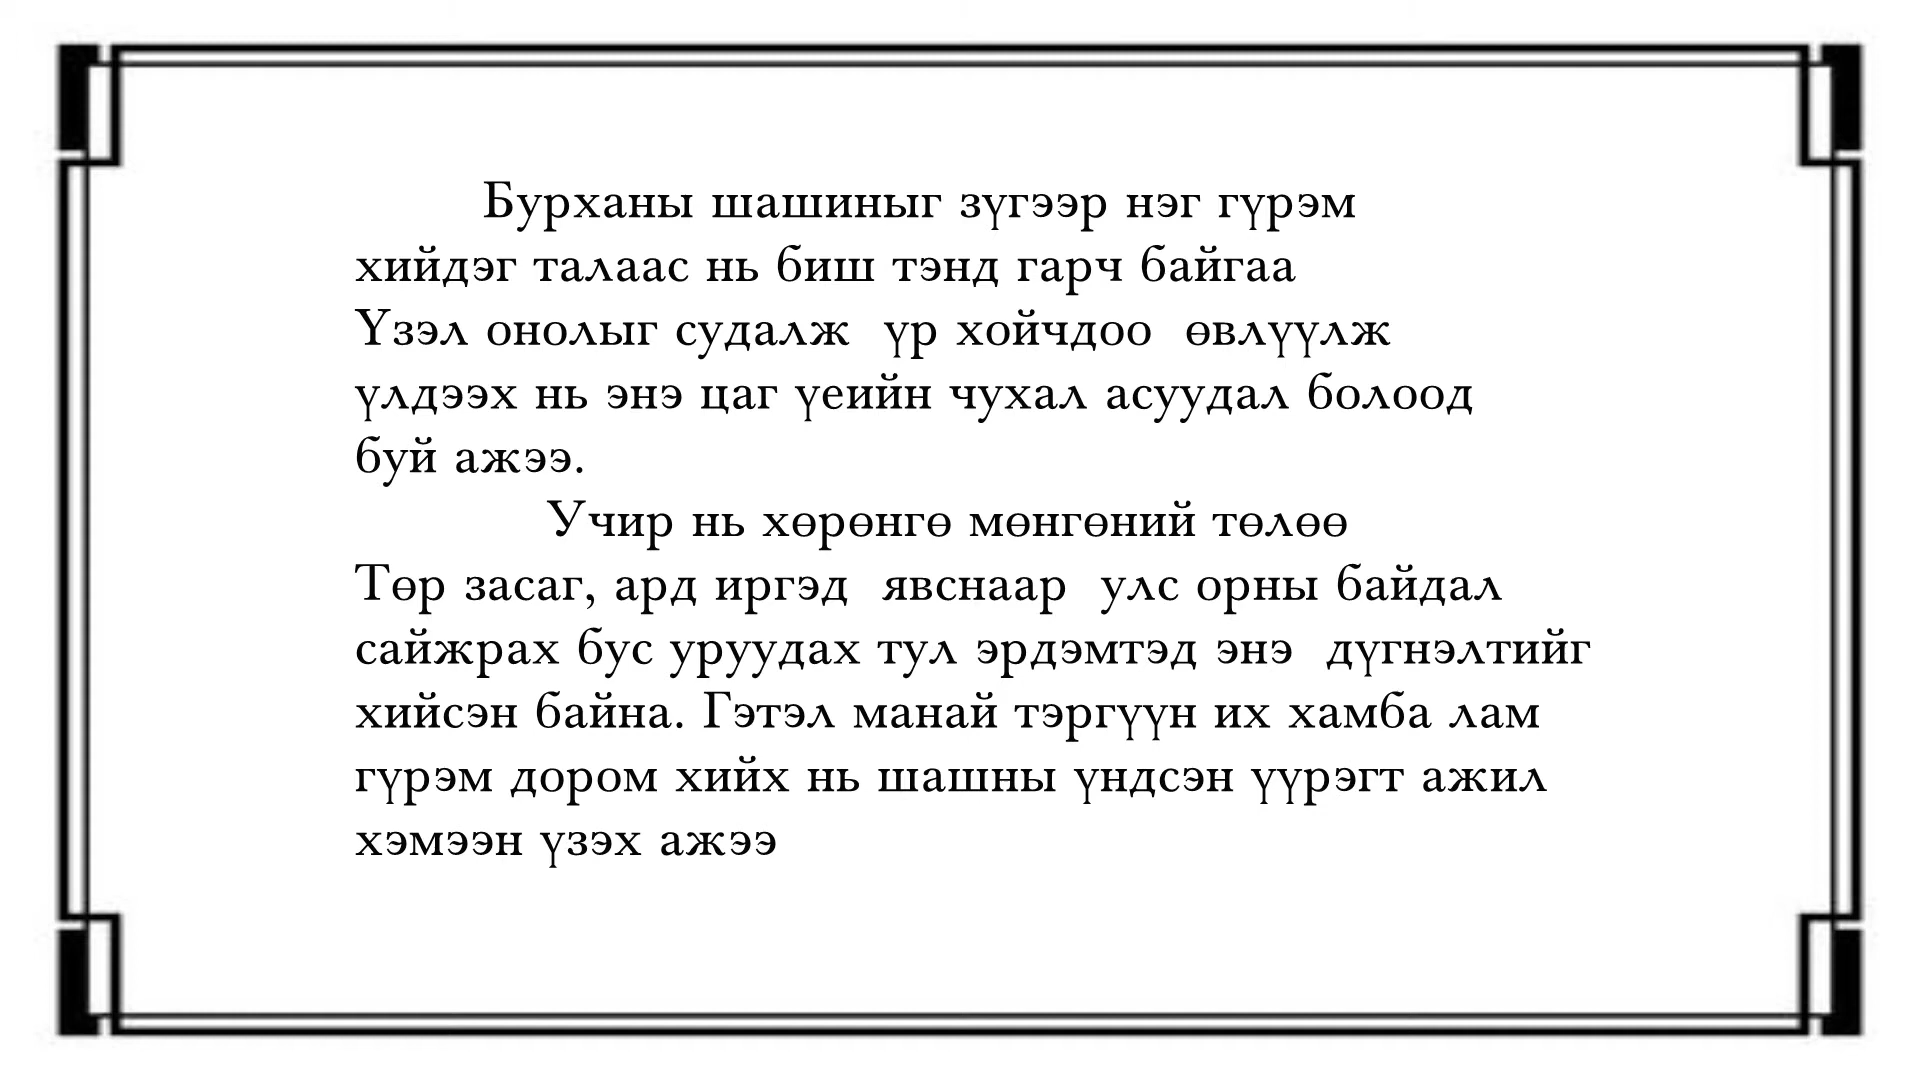 Бурханы шашиныг зүгээр нэг гүрэм
хийдэг талаас нь биш тэнд гарч байгаа
Үзэл онолыг судалж үр хойчдоо өвлүүлж
үлдээх нь энэ цаг үеийн чухал асуудал болоод
буй ажээ.
Учир нь хөрөнгө мөнгөний төлөө
Төр засаг, ард иргэд явснаар улс орны байдал
сайжрах бус уруудах тул эрдэмтэд энэ дүгнэлтийг
хийсэн байна. Гэтэл манай тэргүүн их хамба лам
гүрэм дором хийх нь шашны үндсэн үүрэгт ажил
хэмээн үзэх ажээ